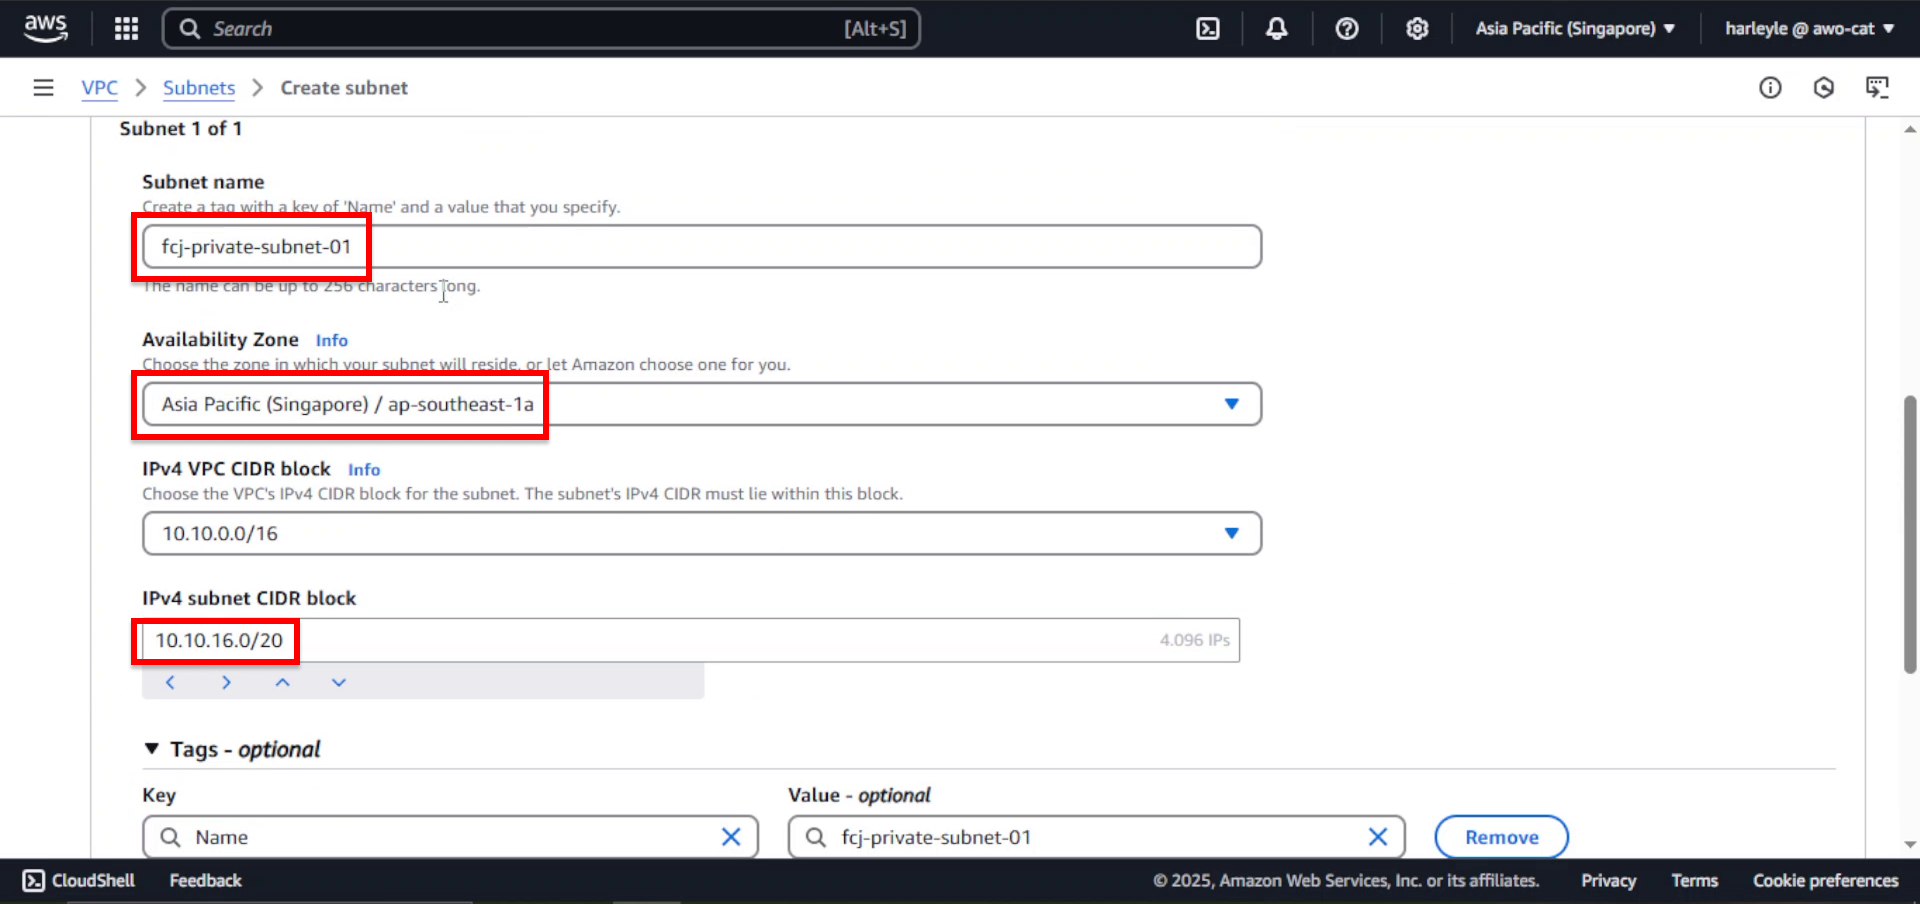 aws
Search [Alt+S] Asia Pacific (Singapore) harleyle @ awo-cat
VPC Subnets Create subnet
Subnet 1 of 1
Subnet name
Create a tag with a key of 'Name' and a value that you specify.
fcj-private-subnet-01
The name can be up to 256 characters long.
Availability Zone Info
Choose the zone in which your subnet will reside, or let Amazon choose one for you.
Asia Pacific (Singapore) / ap-southeast-1a
IPv4 VPC CIDR block Info
Choose the VPC's IPv4 CIDR block for the subnet. The subnet's IPv4 CIDR must lie within this block.
10.10.0.0/16
IPv4 subnet CIDR block
10.10.16.0/20 4.096 IPs
Tags - optional
Key Value - optional
Name fcj-private-subnet-01 Remove
CloudShell Feedback © 2025, Amazon Web Services, Inc. or its affiliates. Privacy Terms Cookie preferences